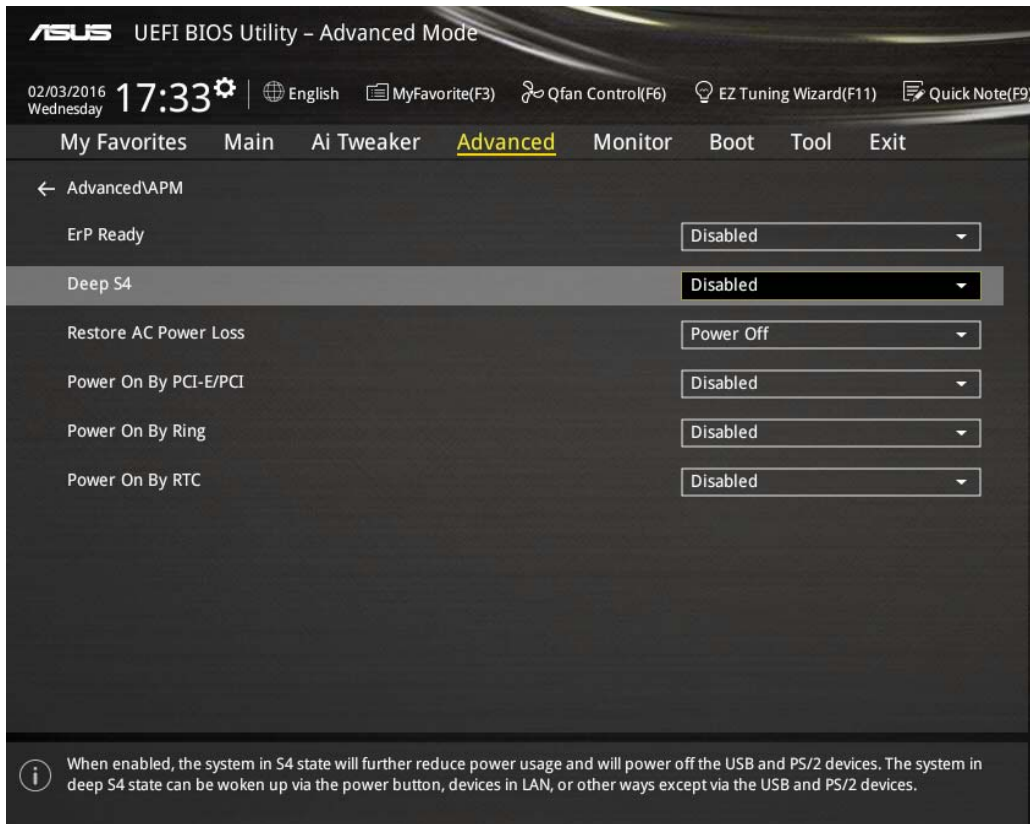 ASUS UEFI BIOS Utility – Advanced Mode
02/03/2016
Wednesday
17:33 English MyFavorite(F3) Qfan Control(F6) EZ Tuning Wizard(F11) Quick Note(F9
My Favorites Main Ai Tweaker Advanced Monitor Boot Tool Exit
Advanced\APM
ErP Ready Disabled
Deep S4 Disabled
Restore AC Power Loss Power Off
Power On By PCI-E/PCI Disabled
Power On By Ring Disabled
Power On By RTC Disabled
When enabled, the system in S4 state will further reduce power usage and will power off the USB and PS/2 devices. The system in
deep S4 state can be woken up via the power button, devices in LAN, or other ways except via the USB and PS/2 devices.